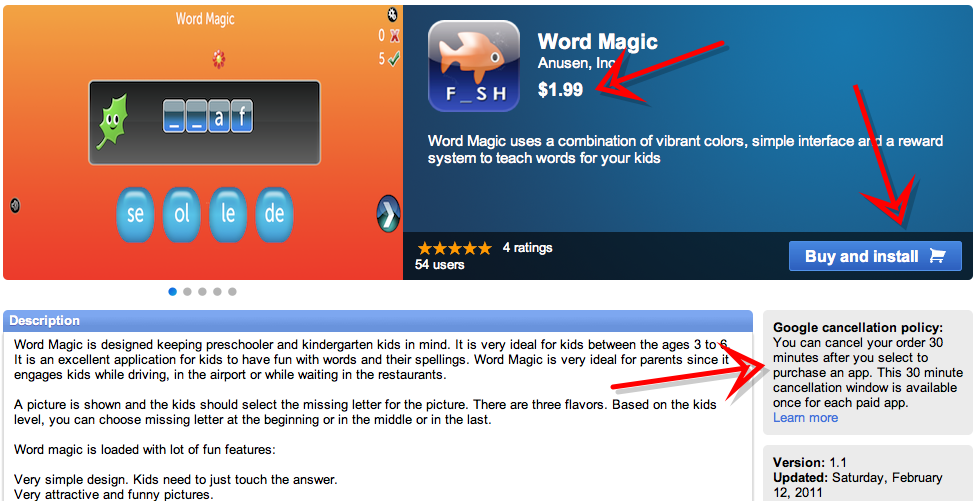 Word Magic
0
5
_ _ a f
se ol le de
F_SH
Word Magic
Anusen, Inc
$1.99
Word Magic uses a combination of vibrant colors, simple interface and a reward
system to teach words for your kids
4 ratings
54 users
Buy and install
Description
Word Magic is designed keeping preschooler and kindergarten kids in mind. It is very ideal for kids between the ages 3 to 6.
It is an excellent application for kids to have fun with words and their spellings. Word Magic is very ideal for parents since it
engages kids while driving, in the airport or while waiting in the restaurants.
A picture is shown and the kids should select the missing letter for the picture. There are three flavors. Based on the kids
level, you can choose missing letter at the beginning or in the middle or in the last.
Word magic is loaded with lot of fun features:
Very simple design. Kids need to just touch the answer.
Very attractive and funny pictures.
Google cancellation policy:
You can cancel your order 30
minutes after you select to
purchase an app. This 30 minute
cancellation window is available
once for each paid app.
Learn more
Version: 1.1
Updated: Saturday, February
12, 2011